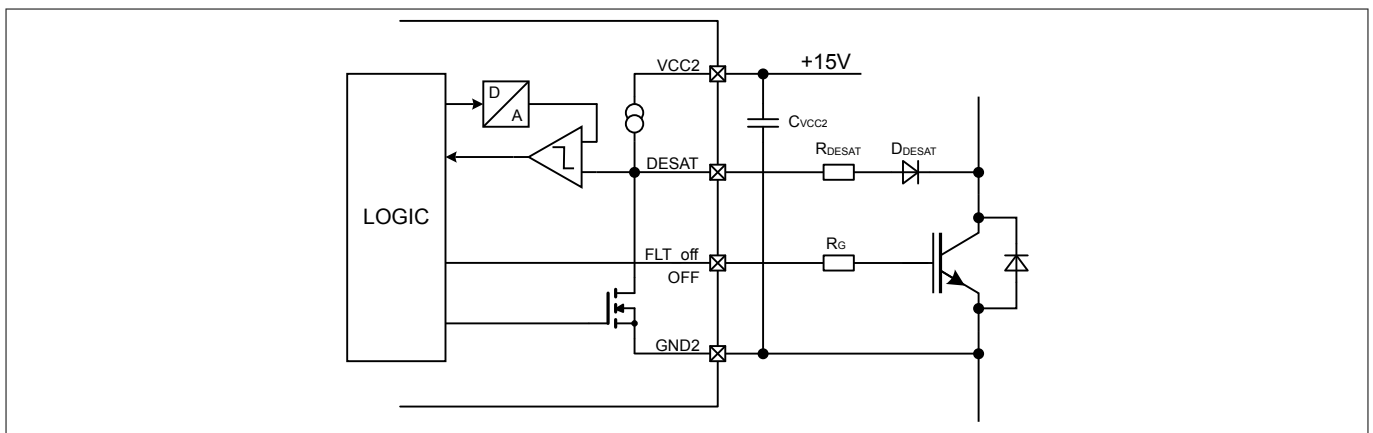 VCC2
+15V
D
A
CVCC2
DESAT
RDESAT
DDESAT
LOGIC
FLT_off
RG
OFF
GND2